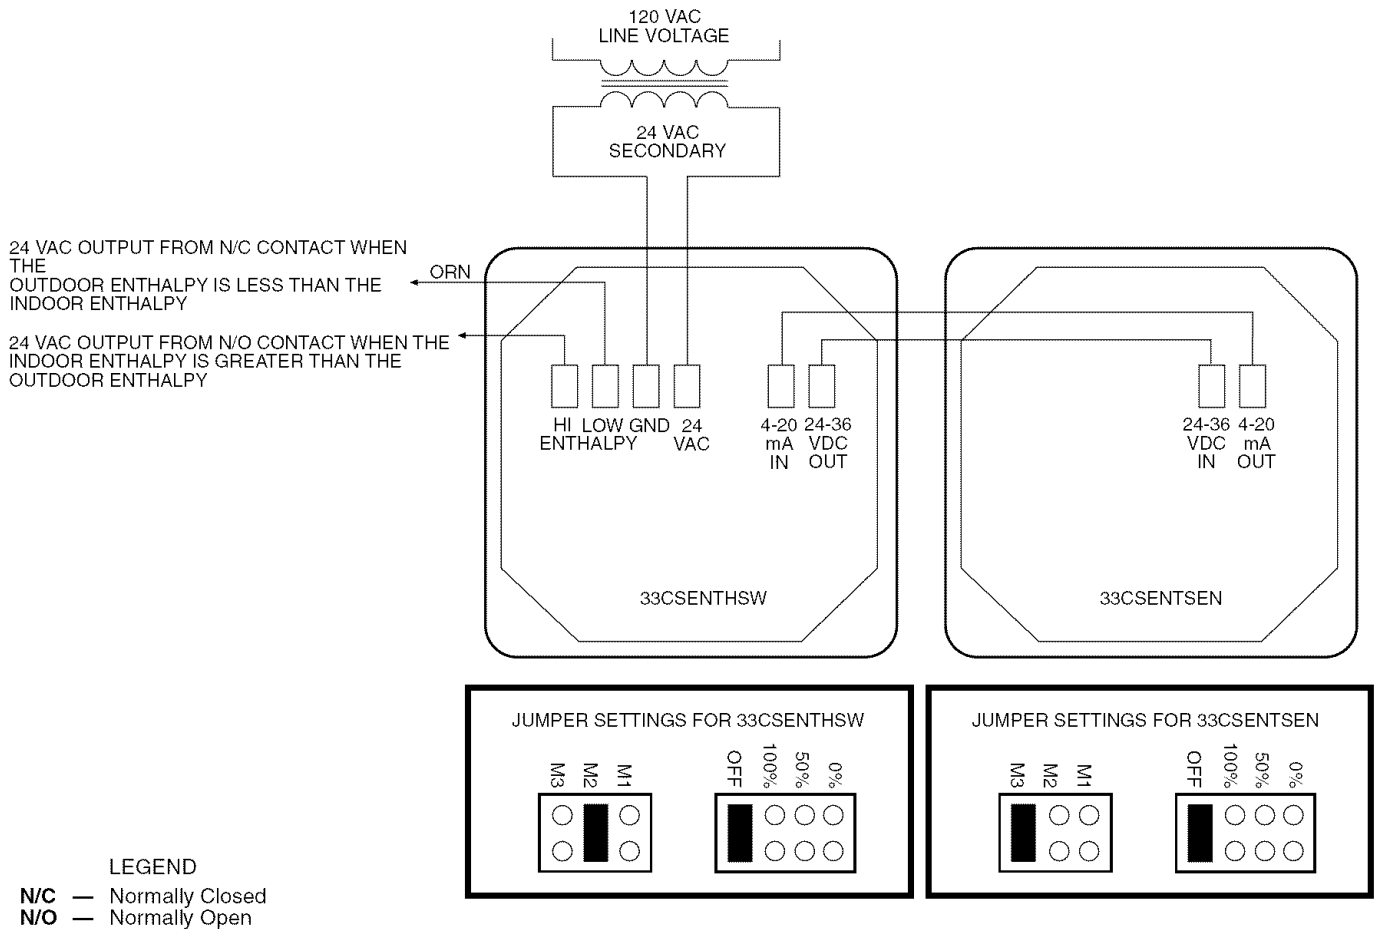 120 VAC
LINE VOLTAGE
24 VAC
SECONDARY
24 VAC OUTPUT FROM N/C CONTACT WHEN
THE
OUTDOOR ENTHALPY IS LESS THAN THE
INDOOR ENTHALPY
ORN
24 VAC OUTPUT FROM N/O CONTACT WHEN THE
INDOOR ENTHALPY IS GREATER THAN THE
OUTDOOR ENTHALPY
HI LOW GND 24
ENTHALPY VAC
4-20 24-36
mA VDC
IN OUT
24-36 4-20
VDC mA
IN OUT
33CSENTHSW
33CSENTSEN
JUMPER SETTINGS FOR 33CSENTHSW
M3 M2 M1 OFF 100% 50% 0%
JUMPER SETTINGS FOR 33CSENTSEN
M3 M2 M1 OFF 100% 50% 0%
LEGEND
N/C — Normally Closed
N/O — Normally Open